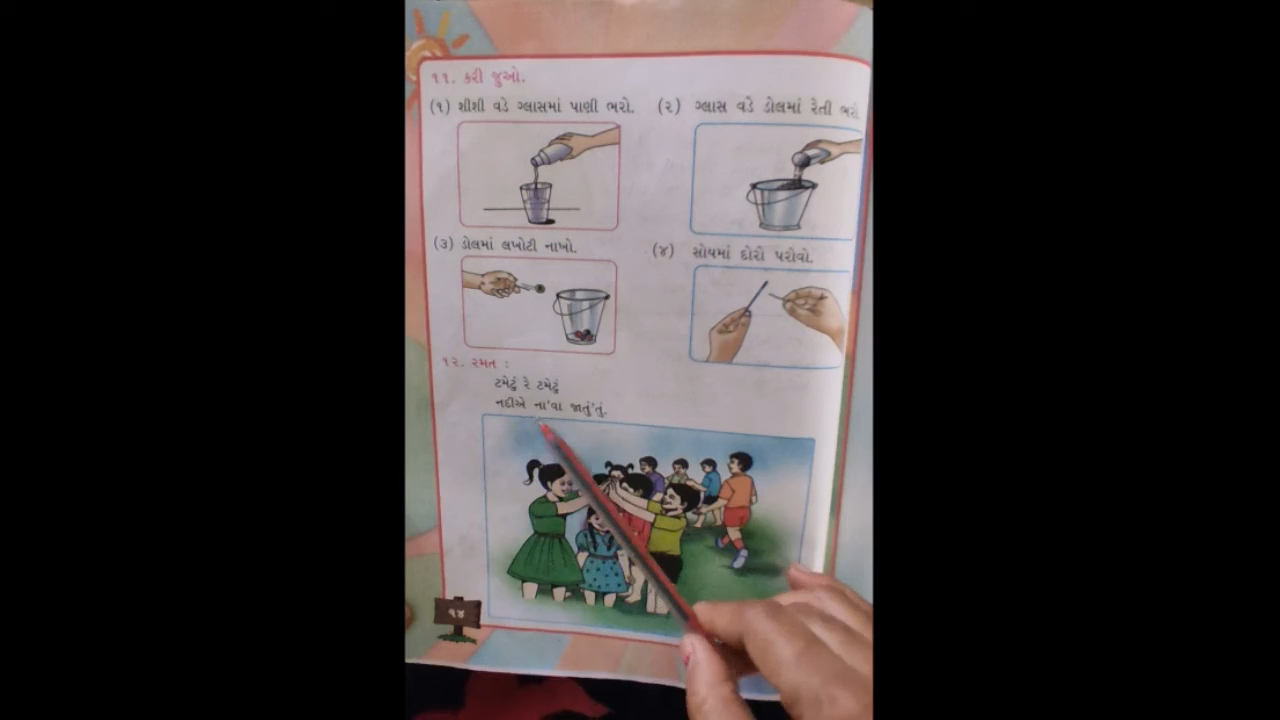 ૧૧. કરી જુઓ.
(૧) શીશી વડે ગ્લાસમાં પાણી ભરો.
(૨) ગ્લાસ વડે ડોલમાં રેતી ભરો
(૩) ડોલમાં લખોટી નાખો.
(૪) સોયમાં દોરો પરોવો.
૧૨. રમત :
ટમેટું રે ટમેટું
નદીએ ના'વા જાતું'તું.
૧૪